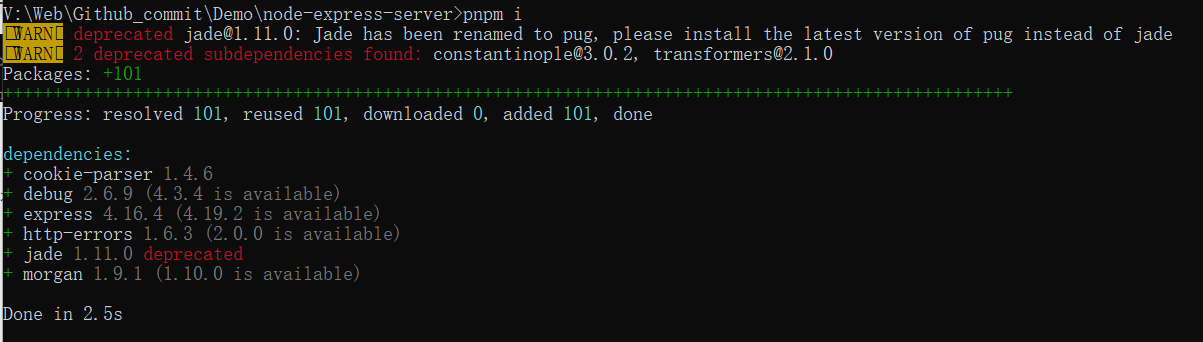 V:\Web\Github_commit\Demo\node-express-server>pnpm i
WARN deprecated jade@1.11.0: Jade has been renamed to pug, please install the latest version of pug instead of jade
WARN 2 deprecated subdependencies found: constantinople@3.0.2, transformers@2.1.0
Packages: +101
+++++++++++++++++++++++++++++++++++++++++++++++++++++++++++++++++++++++++++++++++++++++++++++++++++++
Progress: resolved 101, reused 101, downloaded 0, added 101, done
dependencies:
+ cookie-parser 1.4.6
+ debug 2.6.9 (4.3.4 is available)
+ express 4.16.4 (4.19.2 is available)
+ http-errors 1.6.3 (2.0.0 is available)
+ jade 1.11.0 deprecated
+ morgan 1.9.1 (1.10.0 is available)
Done in 2.5s